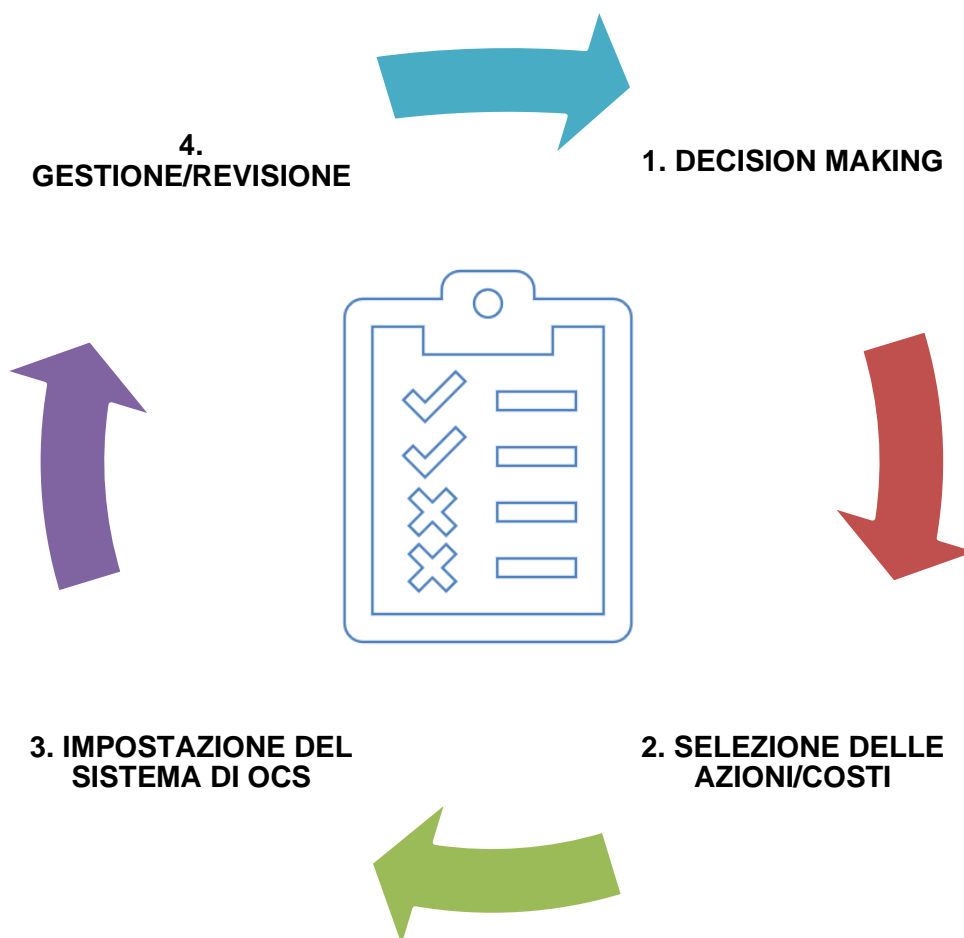 4.
GESTIONE/REVISIONE
1. DECISION MAKING
3. IMPOSTAZIONE DEL
SISTEMA DI OCS
2. SELEZIONE DELLE
AZIONI/COSTI